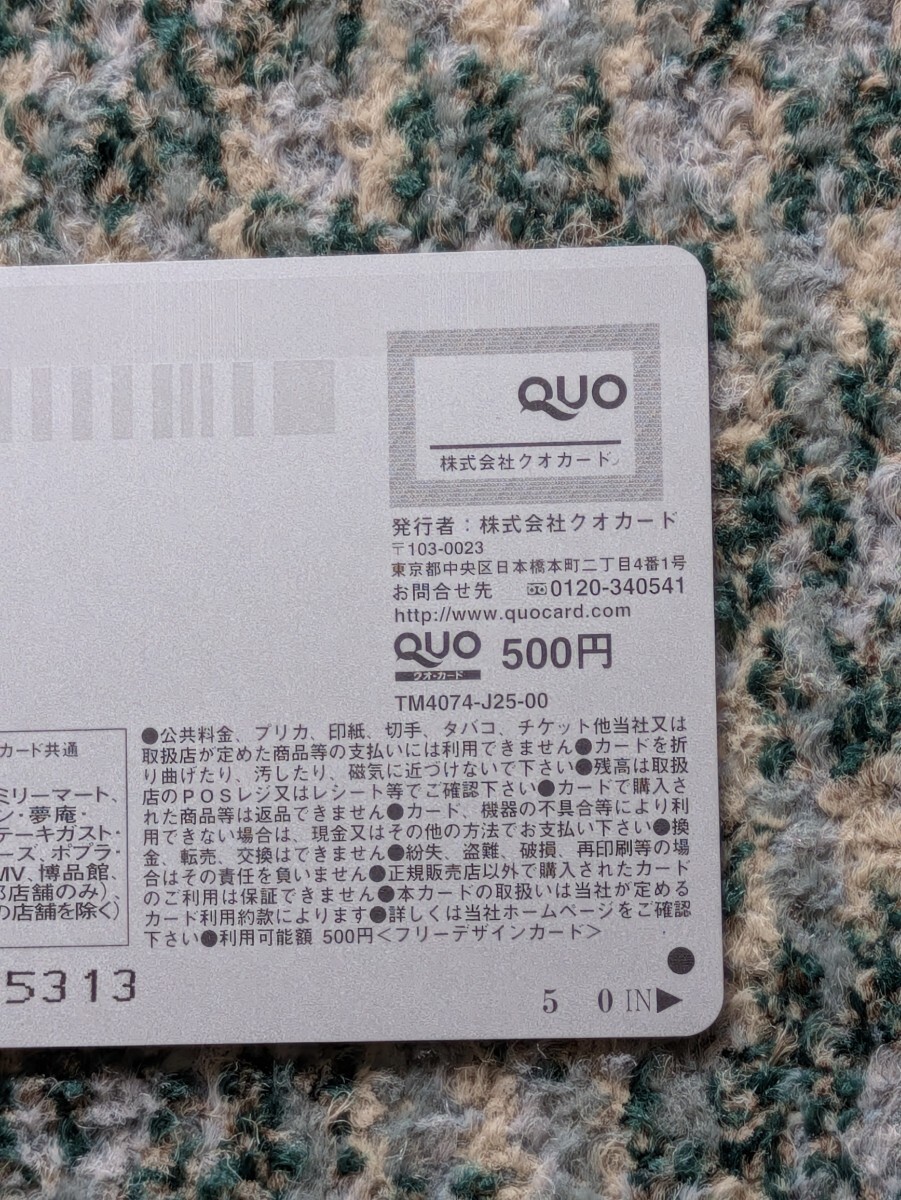 QUO
株式会社クオカード
発行者：株式会社クオカード
〒103-0023
東京都中央区日本橋本町二丁目4番1号
お問合せ先 0120-340541
http://www.quocard.com
QUO 500円
クオ・カード
TM4074-J25-00
カード共通
ミリーマート、
ン・夢庵・
テーキガスト・
ーズ、ポプラ・
MV、博品館、
部店舗のみ）、
の店舗を除く）
●公共料金、プリカ、印紙、切手、タバコ、チケット他当社又は
取扱店が定めた商品等の支払いには利用できません●カードを折
り曲げたり、汚したり、磁気に近づけないで下さい●残高は取扱
店のPOSレジ又はレシート等でご確認下さい●カードで購入さ
れた商品等は返品できません●カード、機器の不具合等により利
用できない場合は、現金又はその他の方法でお支払い下さい●換
金、転売、交換はできません●紛失、盗難、破損、再印刷等の場
合はその責任を負いません●正規販売店以外で購入されたカード
のご利用は保証できません●本カードの取扱いは当社が定める
カード利用約款によります●詳しくは当社ホームページをご確認
下さい●利用可能額 500円＜フリーデザインカード＞
5313
5 0 IN▶